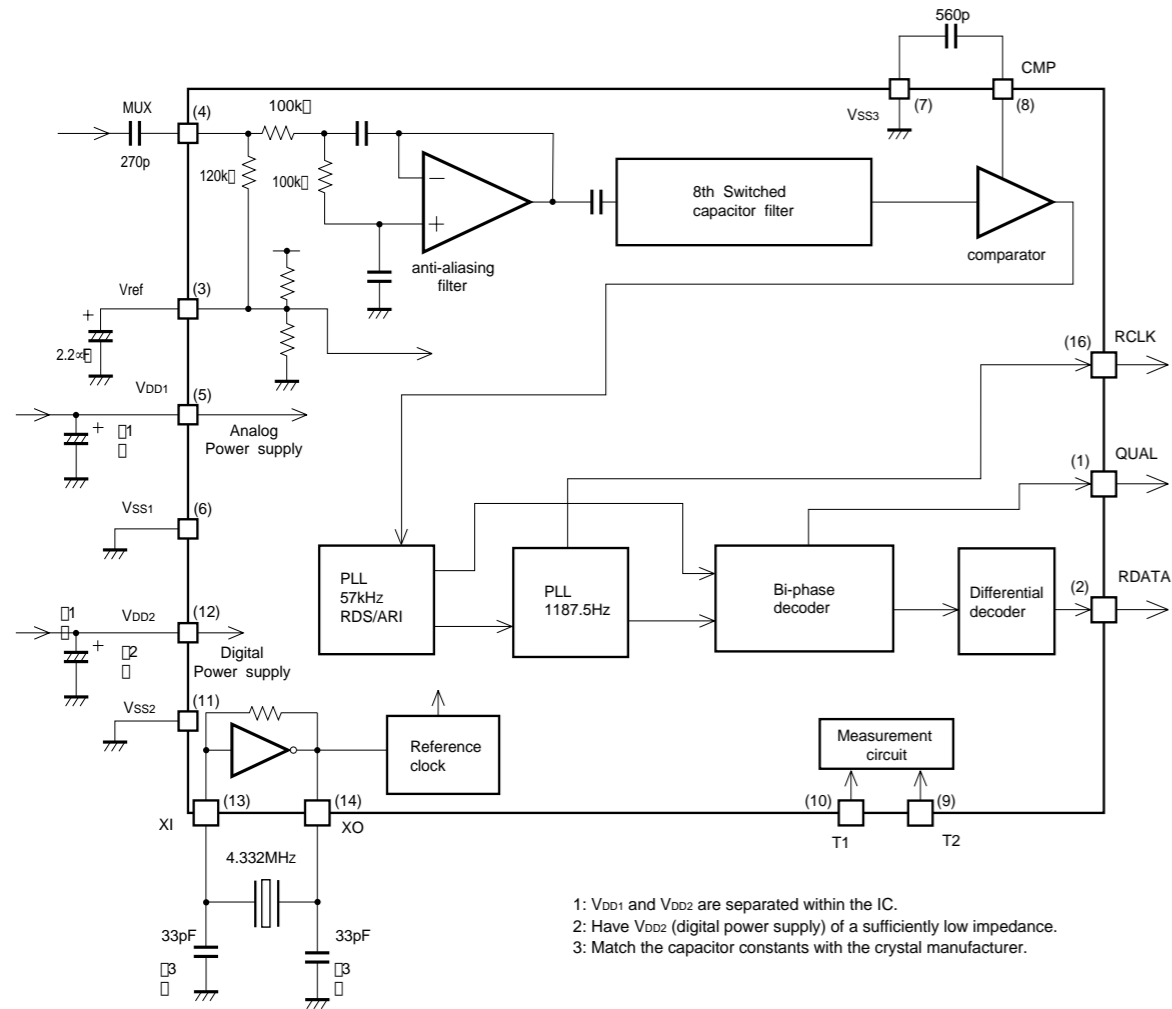 560p
CMP
VSS3
(7)
(8)
MUX
(4)
270p
100k
120k
100k
anti-aliasing
filter
8th Switched
capacitor filter
comparator
Vref
(3)
2.2
VDD1
(5)
1
Analog
Power supply
(16)
RCLK
(1)
QUAL
VSS1
(6)
PLL
57kHz
RDS/ARI
PLL
1187.5Hz
Bi-phase
decoder
Differential
decoder
(2)
RDATA
1
VDD2
(12)
2
Digital
Power supply
VSS2
(11)
Reference
clock
Measurement
circuit
XI
(13)
(14)
XO
(10)
(9)
T1
T2
4.332MHz
33pF
3
33pF
3
1: VDD1 and VDD2 are separated within the IC.
2: Have VDD2 (digital power supply) of a sufficiently low impedance.
3: Match the capacitor constants with the crystal manufacturer.